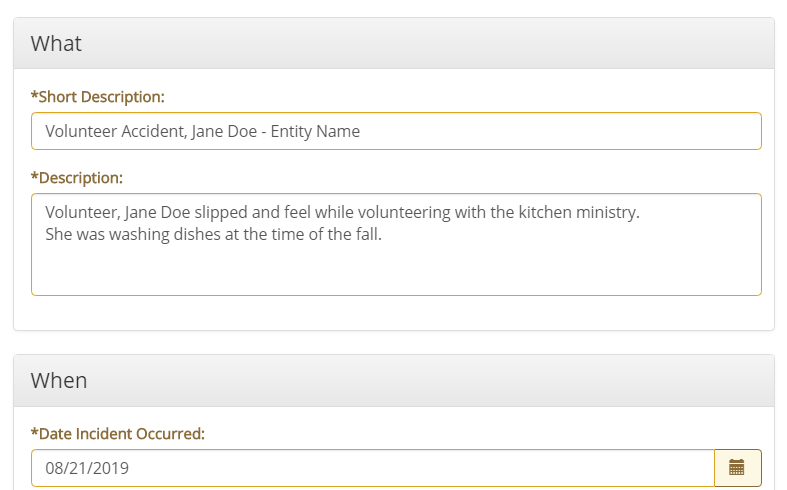 What
*Short Description:
Volunteer Accident, Jane Doe - Entity Name
*Description:
Volunteer, Jane Doe slipped and feel while volunteering with the kitchen ministry.
She was washing dishes at the time of the fall.
When
*Date Incident Occurred:
08/21/2019